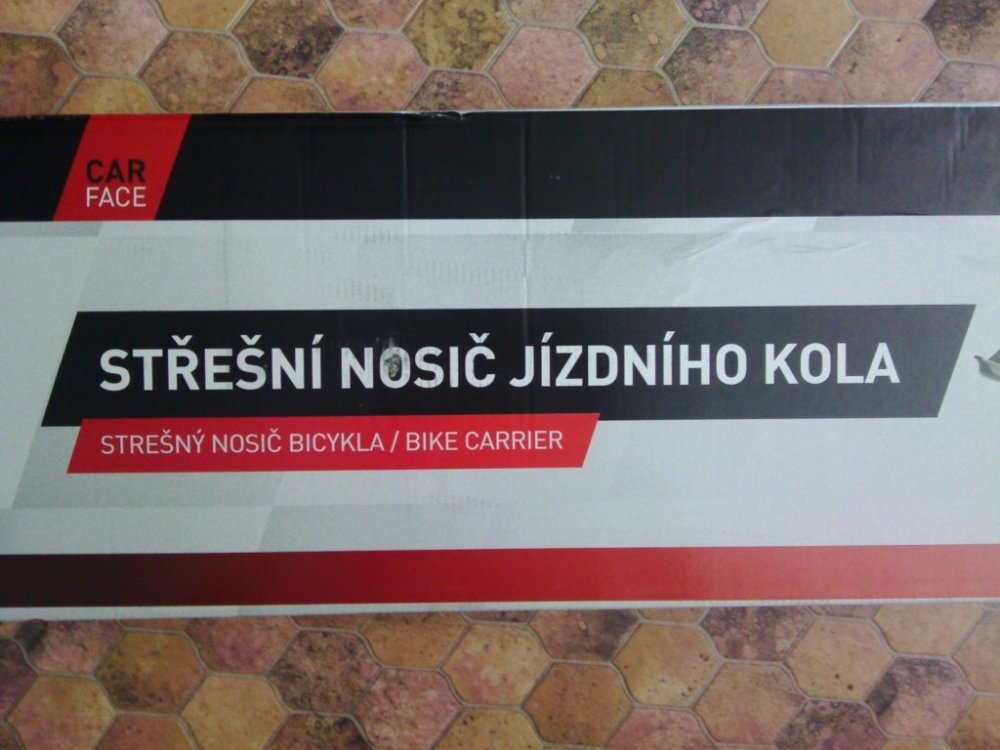 CAR
FACE
STŘEŠNÍ NOSIČ JÍZDNÍHO KOLA
STREŠNÝ NOSIČ BICYKLA / BIKE CARRIER